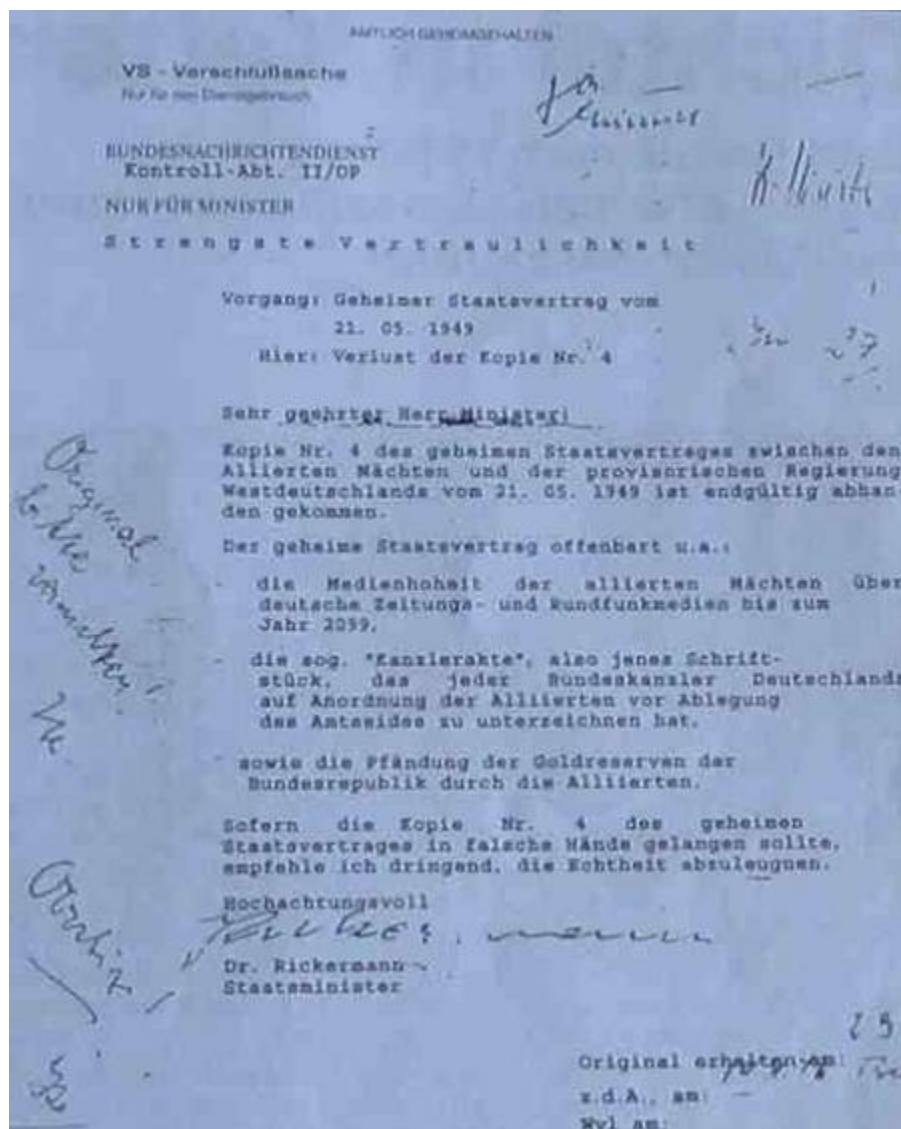 AMTLICH GEHEIMGEHALTEN
VS - Verschlußsache
Nur für den Dienstgebrauch
BUNDESNACHRICHTENDIENST
Kontroll-Abt. II/OP
NUR FÜR MINISTER
Strengste Vertraulichkeit
Vorgang: Geheimer Staatsvertrag vom
21. 05. 1949
Hier: Verlust der Kopie Nr. 4
Sehr geehrter Herr Minister!
Kopie Nr. 4 des geheimen Staatsvertrages zwischen den
Alliierten Mächten und der provisorischen Regierung
Westdeutschlands vom 21. 05. 1949 ist endgültig abhan-
den gekommen.
Der geheime Staatsvertrag offenbart u.a.:
- die Medienhoheit der alliierten Mächten über
deutsche Zeitungs- und Rundfunkmedien bis zum
Jahr 2099,
- die sog. "Kanzlerakte", also jenes Schrift-
stück, das jeder Bundeskanzler Deutschlands
auf Anordnung der Alliierten vor Ablegung
des Amtseides zu unterzeichnen hat,
- sowie die Pfändung der Goldreserven der
Bundesrepublik durch die Alliierten.
Sofern die Kopie Nr. 4 des geheimen
Staatsvertrages in falsche Hände gelangen sollte,
empfehle ich dringend, die Echtheit abzuleugnen.
Hochachtungsvoll
Dr. Rickermann
Staatsminister
Original
bitte
vernichten!
Original erhalten am:
z.d.A., am:
Wvl am: